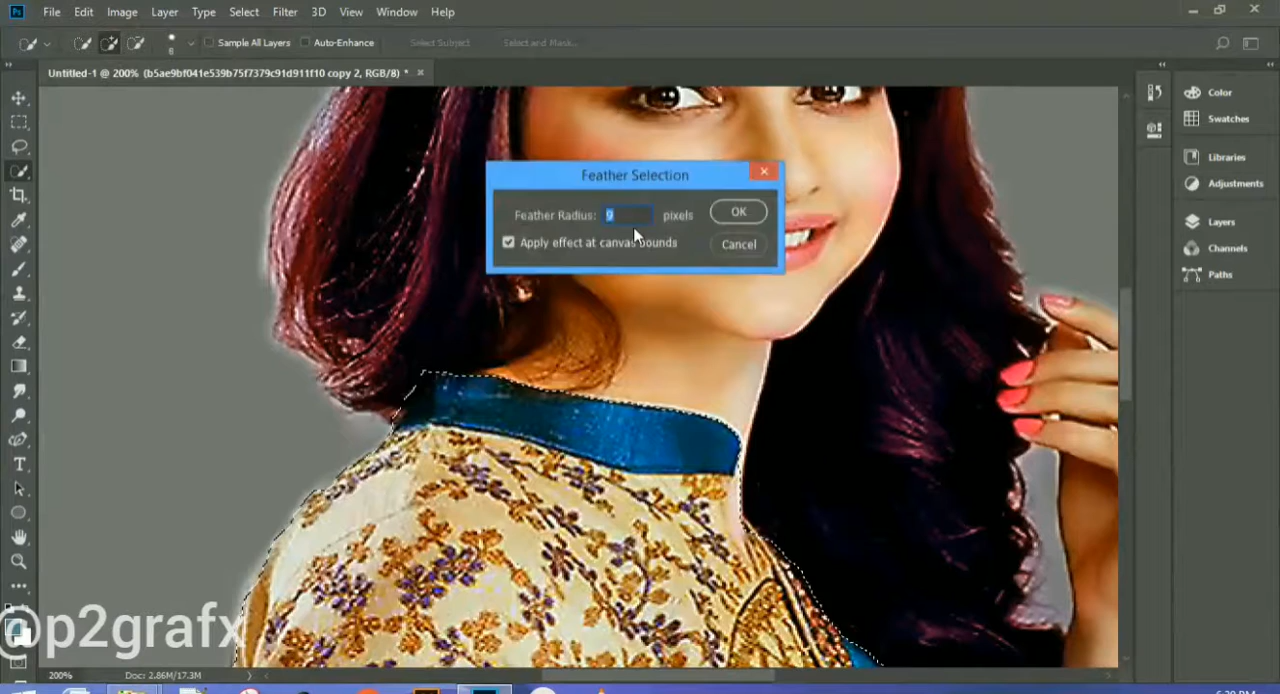 Ps File Edit Image Layer Type Select Filter 3D View Window Help
8 Sample All Layers Auto-Enhance Select Subject Select and Mask...
Untitled-1 @ 200% (b5ae9bf041e539b75f7379c91d911f10 copy 2, RGB/8) *
Feather Selection
Feather Radius: 9 pixels OK
Apply effect at canvas bounds Cancel
Color
Swatches
Libraries
Adjustments
Layers
Channels
Paths
@p2grafx
200% Doc: 2.86M/17.3M